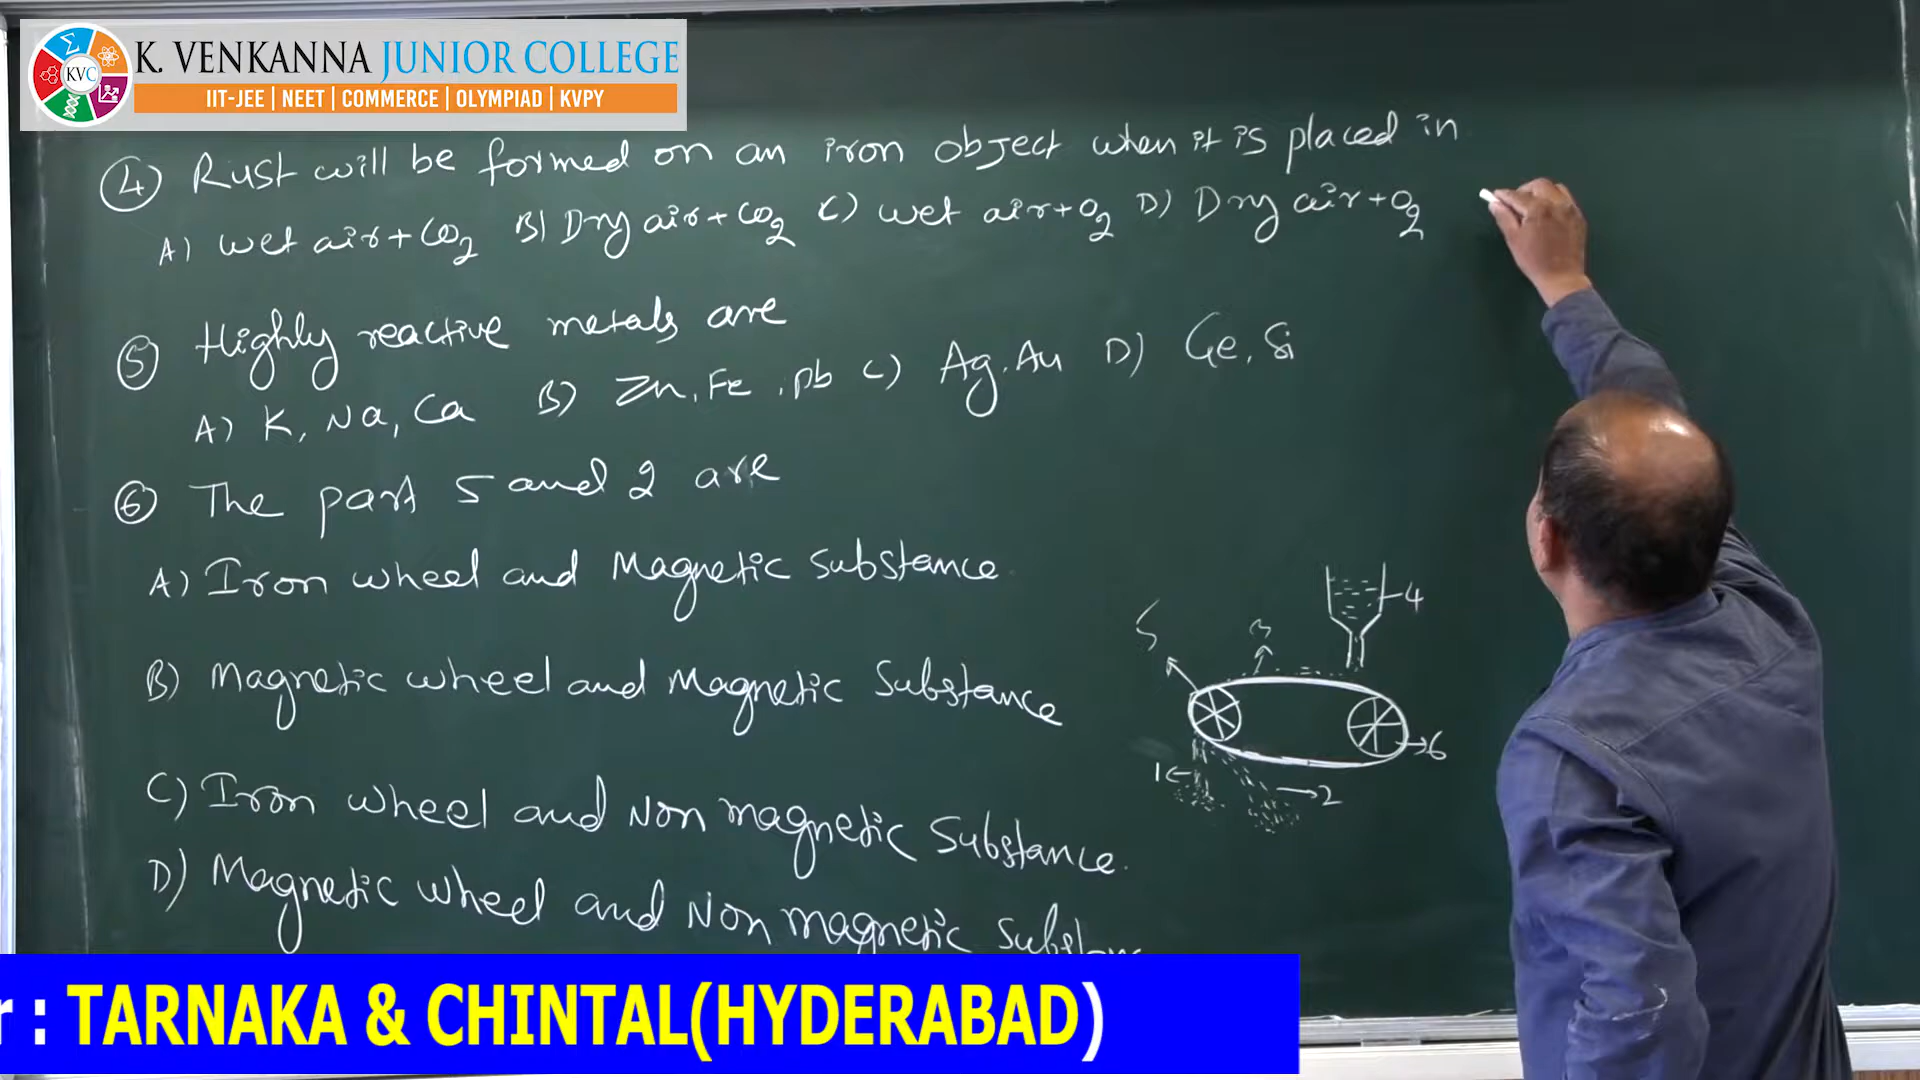 K. VENKANNA JUNIOR COLLEGE
KVC
IIT-JEE | NEET | COMMERCE | OLYMPIAD | KVPY
④ Rust will be formed on an iron object when it is placed in
A) wet air+CO2 B) Dry air+CO2 C) wet air+O2 D) Dry air+O2
⑤ Highly reactive metals are
A) K, Na, Ca B) Zn, Fe, Pb C) Ag, Au D) Ge, Si
⑥ The part 5 and 2 are
A) Iron wheel and Magnetic substance
B) Magnetic wheel and Magnetic Substance
C) Iron wheel and Non magnetic Substance.
D) Magnetic wheel and Non magnetic
4
5
3
6
1
2
: TARNAKA & CHINTAL(HYDERABAD)